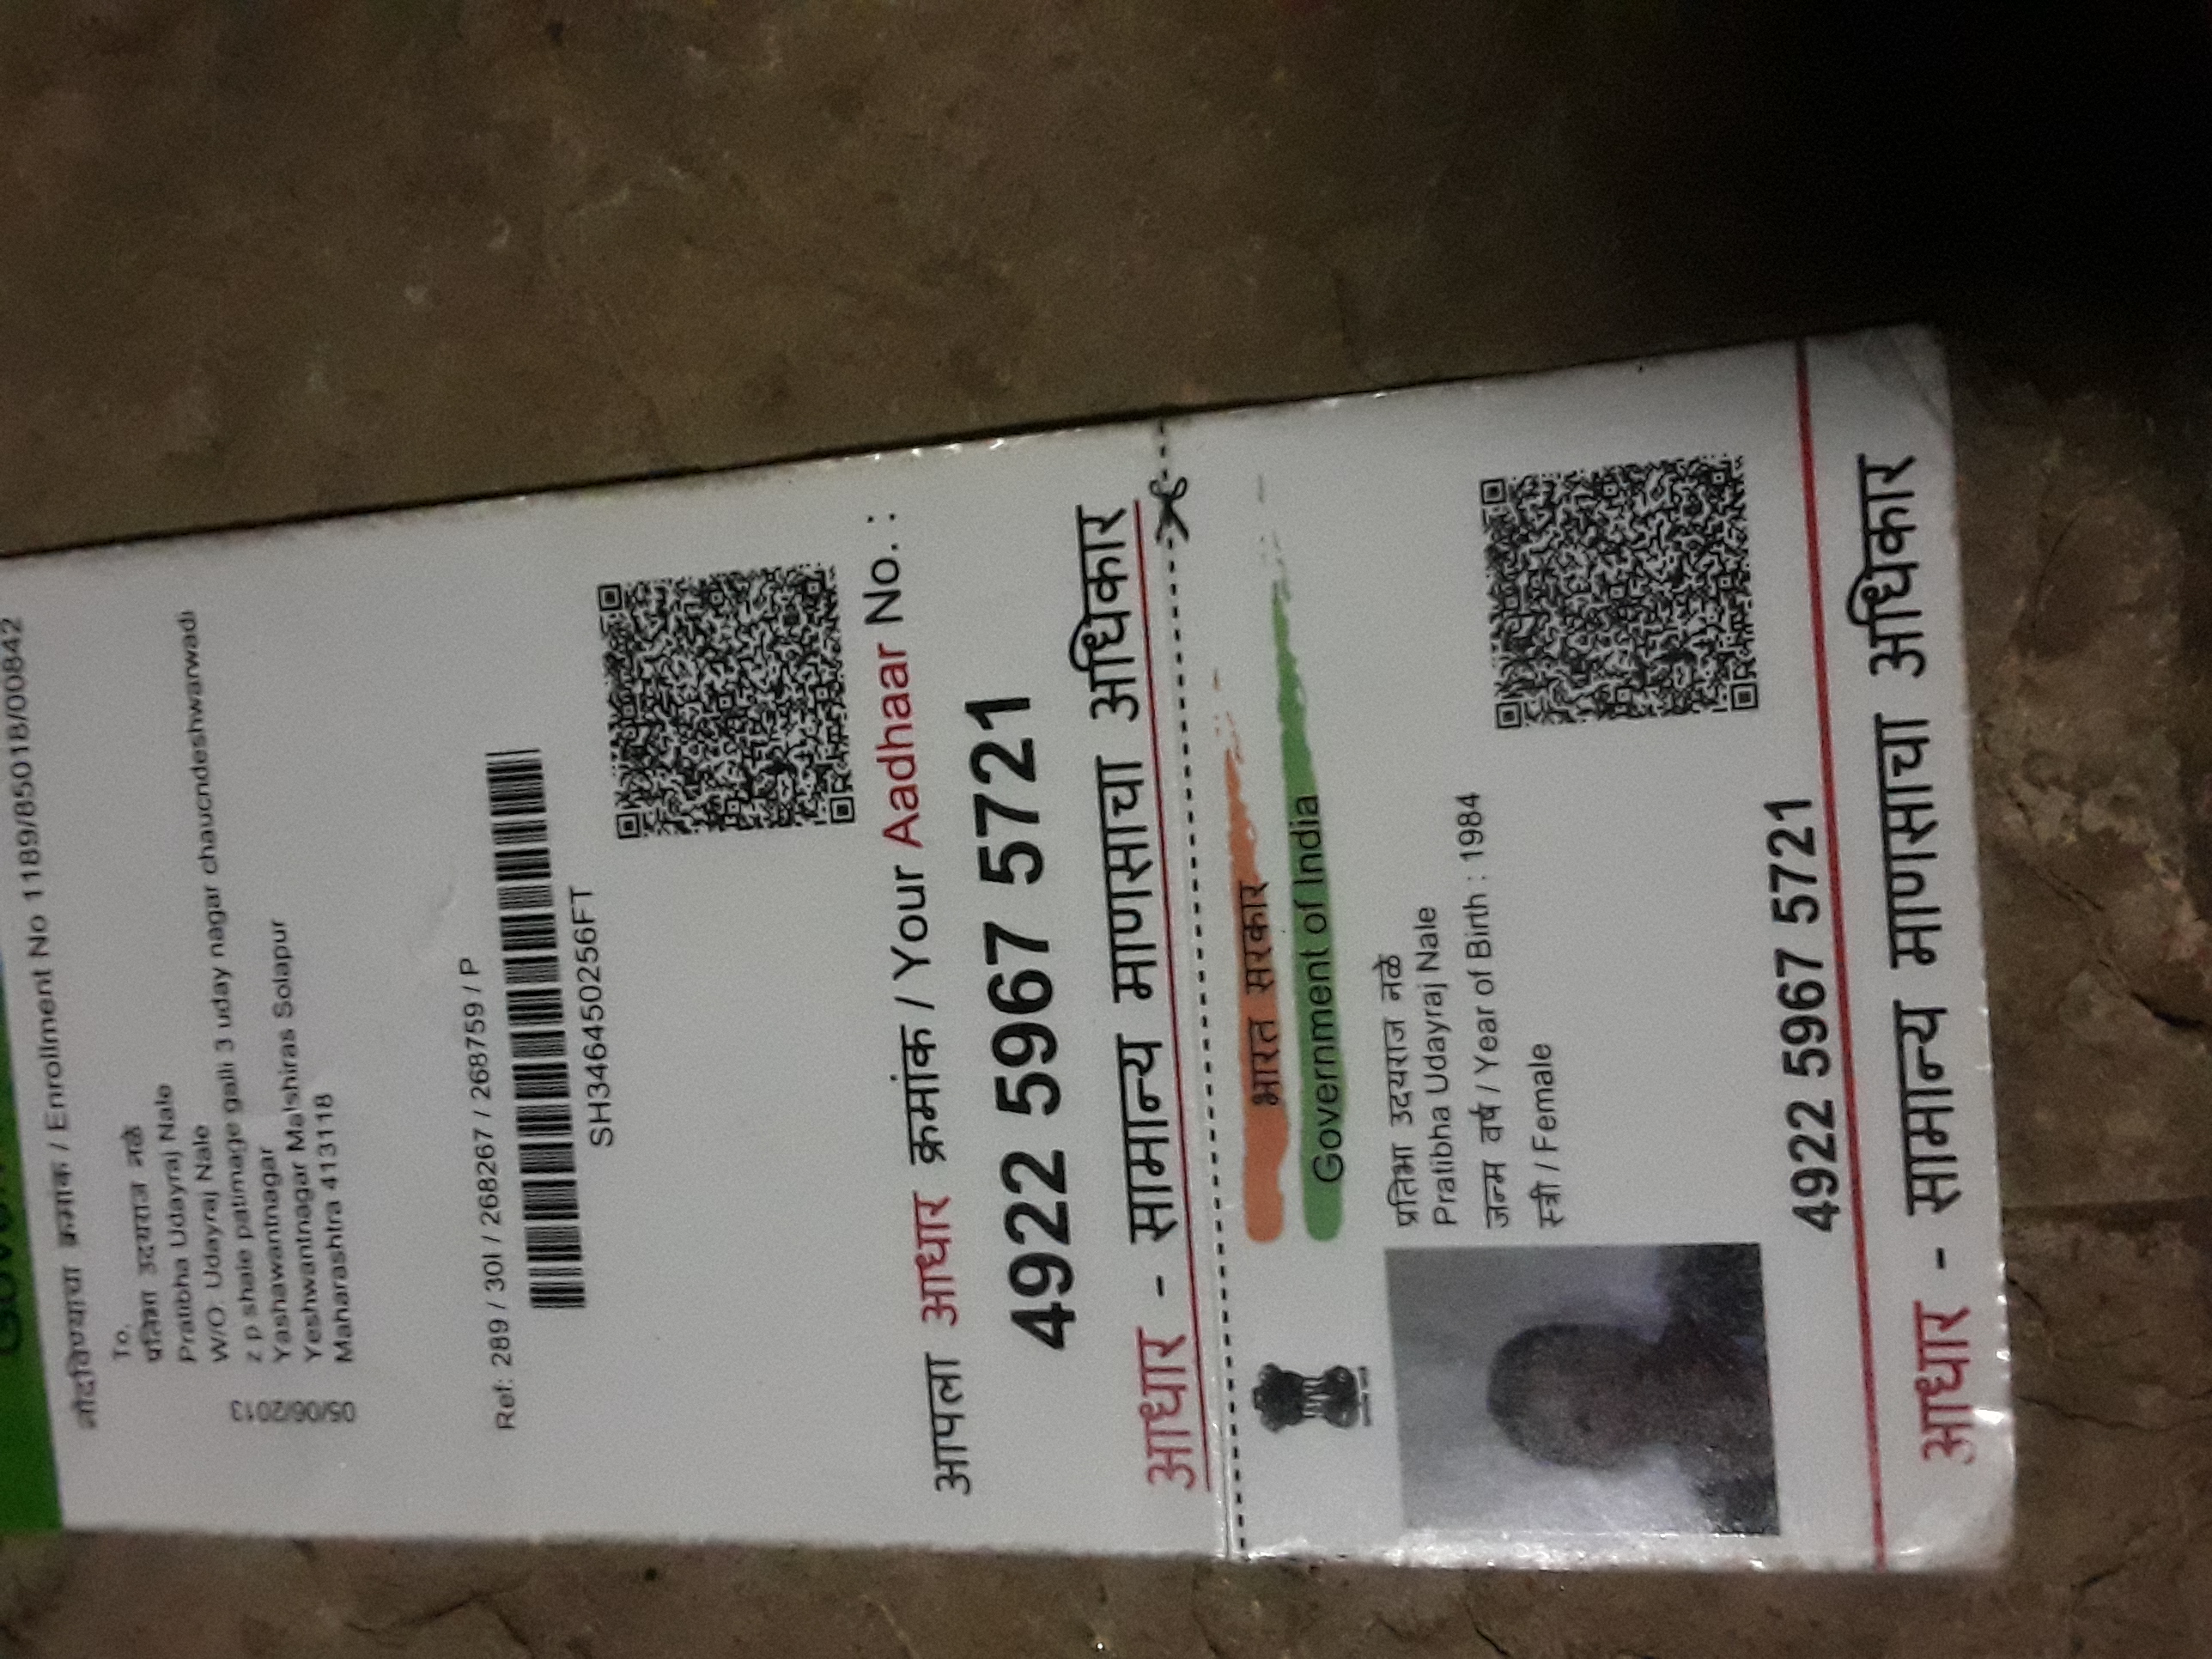 नोंदविण्याचा क्रमांक / Enrollment No 1189/85018/00842
To,
प्रतिभा उदयराज नळे
Pratibha Udayraj Nale
W/O: Udayraj Nale
z p shale patimage galli 3 uday nagar chaucndeshwarwadi
Yashawantnagar
Yeshwantnagar Malshiras Solapur
Maharashtra 413118
05/06/2013
Ref: 289 / 30I / 268267 / 268759 / P
SH346450256FT
आपला आधार क्रमांक / Your Aadhaar No. :
4922 5967 5721
आधार - सामान्य माणसाचा अधिकार
भारत सरकार
Government of India
प्रतिभा उदयराज नळे
Pratibha Udayraj Nale
जन्म वर्ष / Year of Birth : 1984
स्त्री / Female
4922 5967 5721
आधार - सामान्य माणसाचा अधिकार